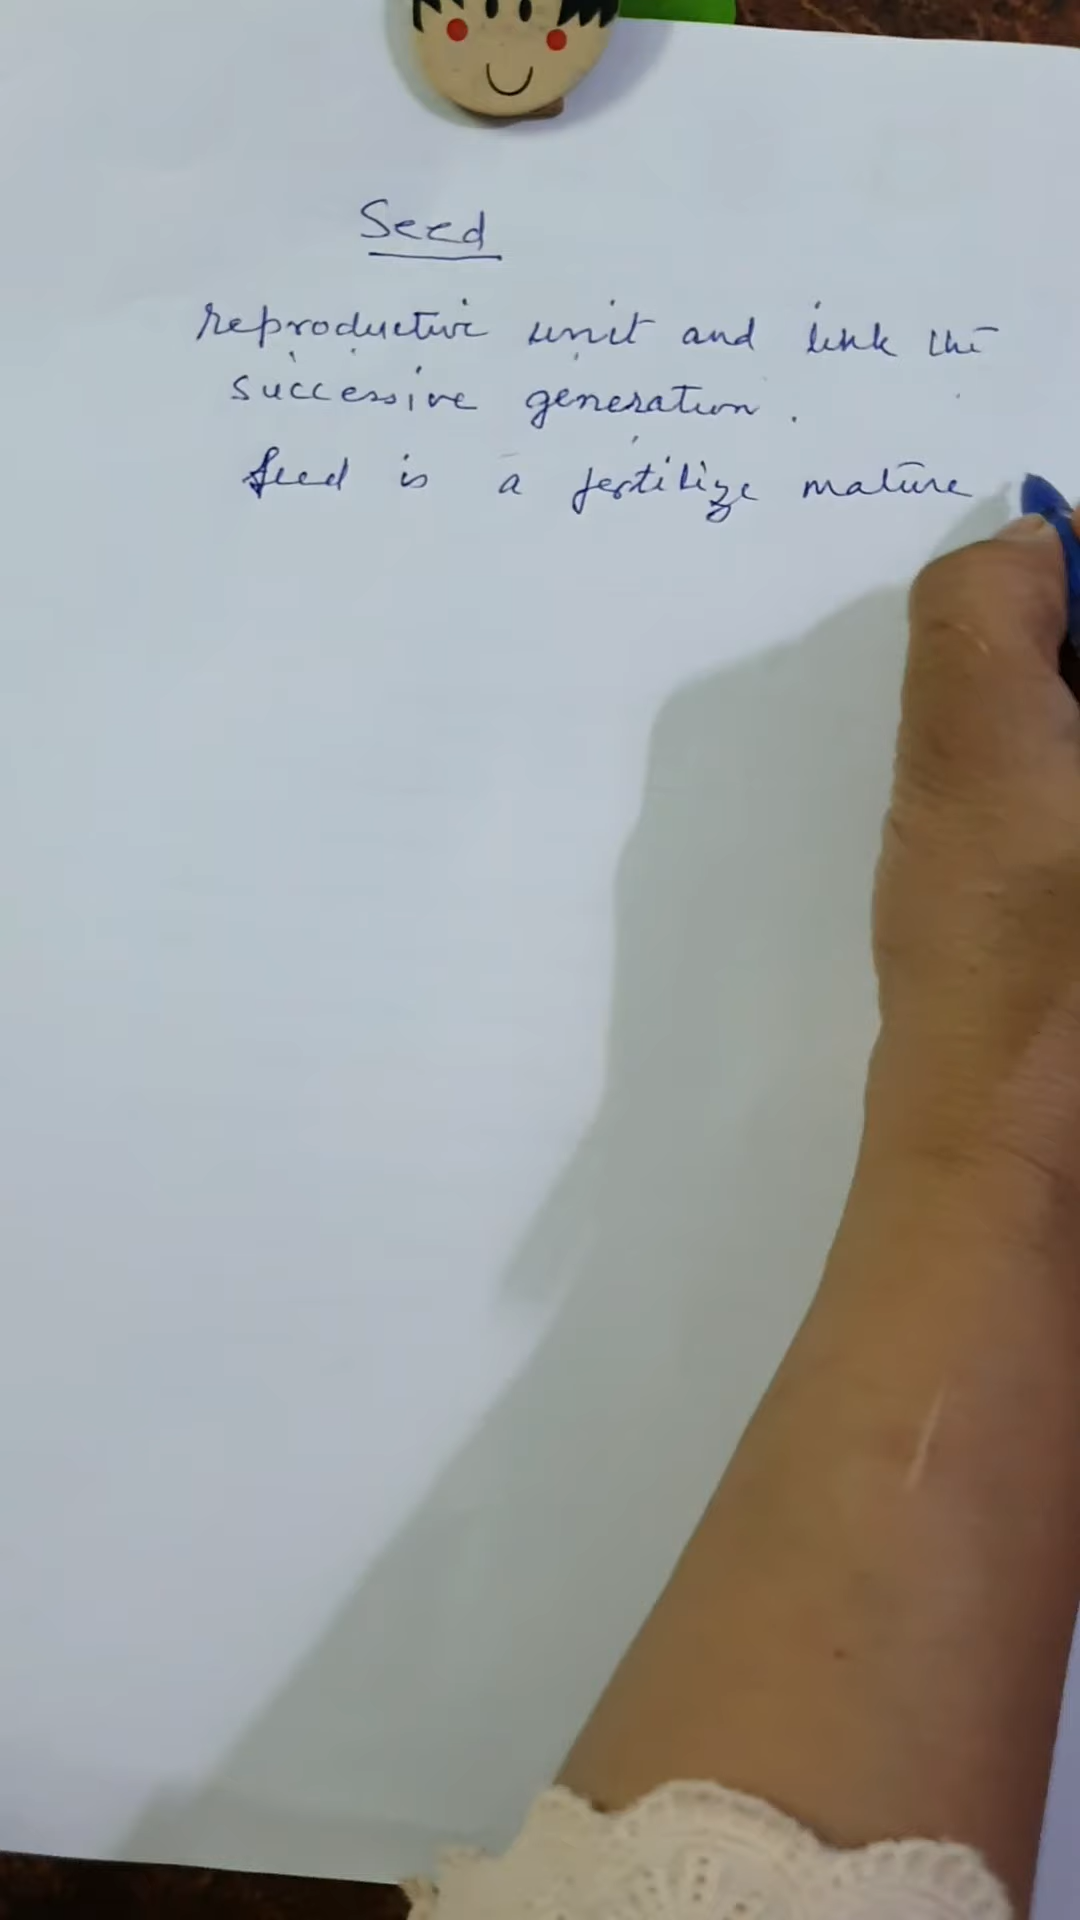 Seed
reproductive unit and link the
successive generation.
Seed is a fertilize mature